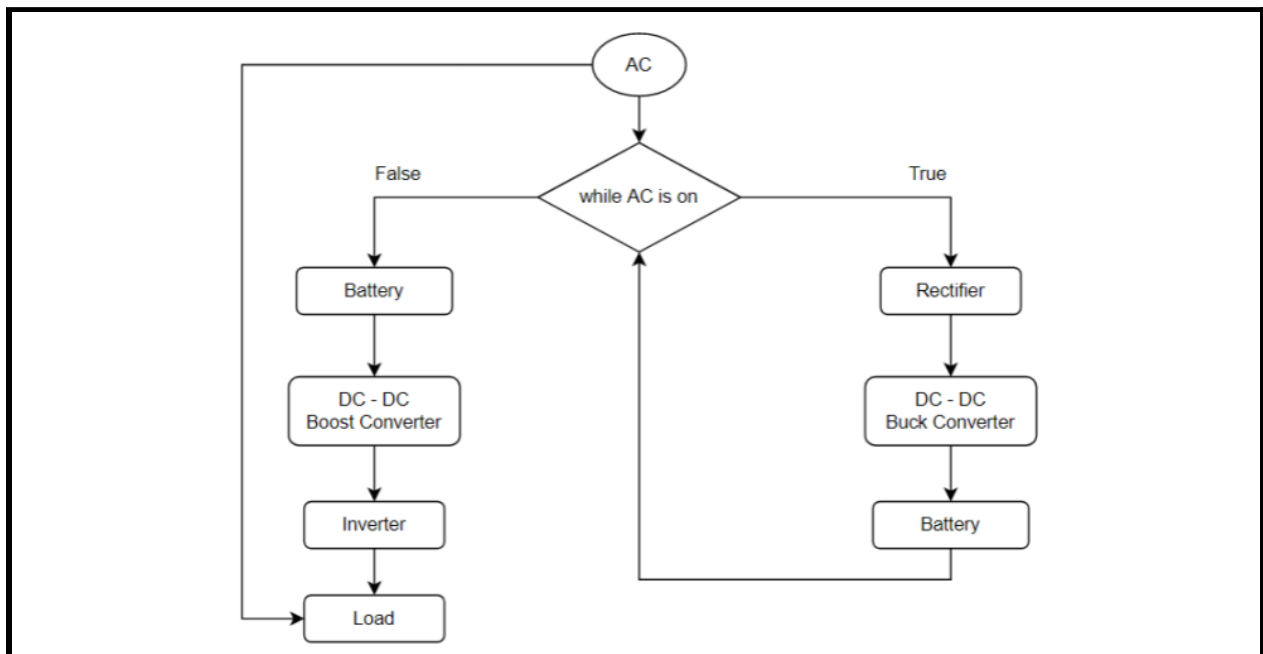 AC
while AC is on
False
True
Battery
DC - DC
Boost Converter
Inverter
Load
Rectifier
DC - DC
Buck Converter
Battery